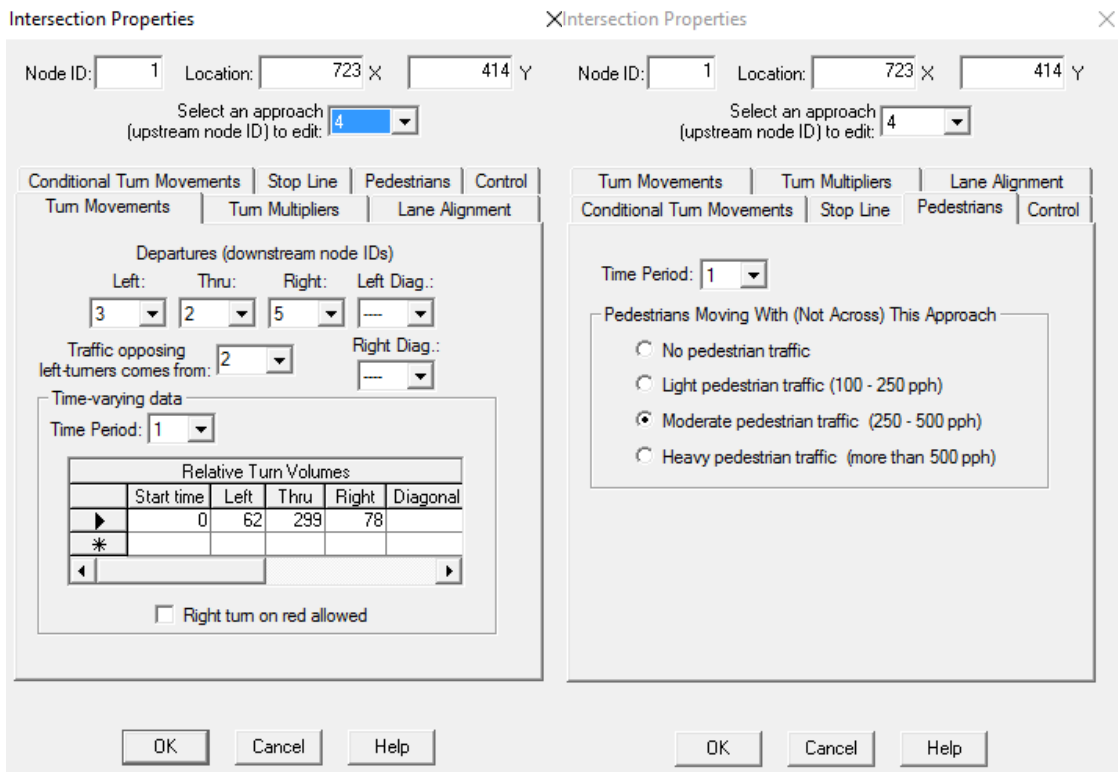 Intersection Properties
Node ID: 1 Location: 723 X 414 Y
Select an approach
(upstream node ID) to edit: 4
Conditional Turn Movements Stop Line Pedestrians Control
Turn Movements Turn Multipliers Lane Alignment
Departures (downstream node IDs)
Left: Thru: Right: Left Diag.:
3 2 5 ----
Traffic opposing
left-turners comes from: 2
Right Diag.:
----
Time-varying data
Time Period: 1
Relative Turn Volumes
Start time Left Thru Right Diagonal
0 62 299 78
Right turn on red allowed
OK Cancel Help
Intersection Properties
Node ID: 1 Location: 723 X 414 Y
Select an approach
(upstream node ID) to edit: 4
Turn Movements Turn Multipliers Lane Alignment
Conditional Turn Movements Stop Line Pedestrians Control
Time Period: 1
Pedestrians Moving With (Not Across) This Approach
No pedestrian traffic
Light pedestrian traffic (100 - 250 pph)
Moderate pedestrian traffic (250 - 500 pph)
Heavy pedestrian traffic (more than 500 pph)
OK Cancel Help